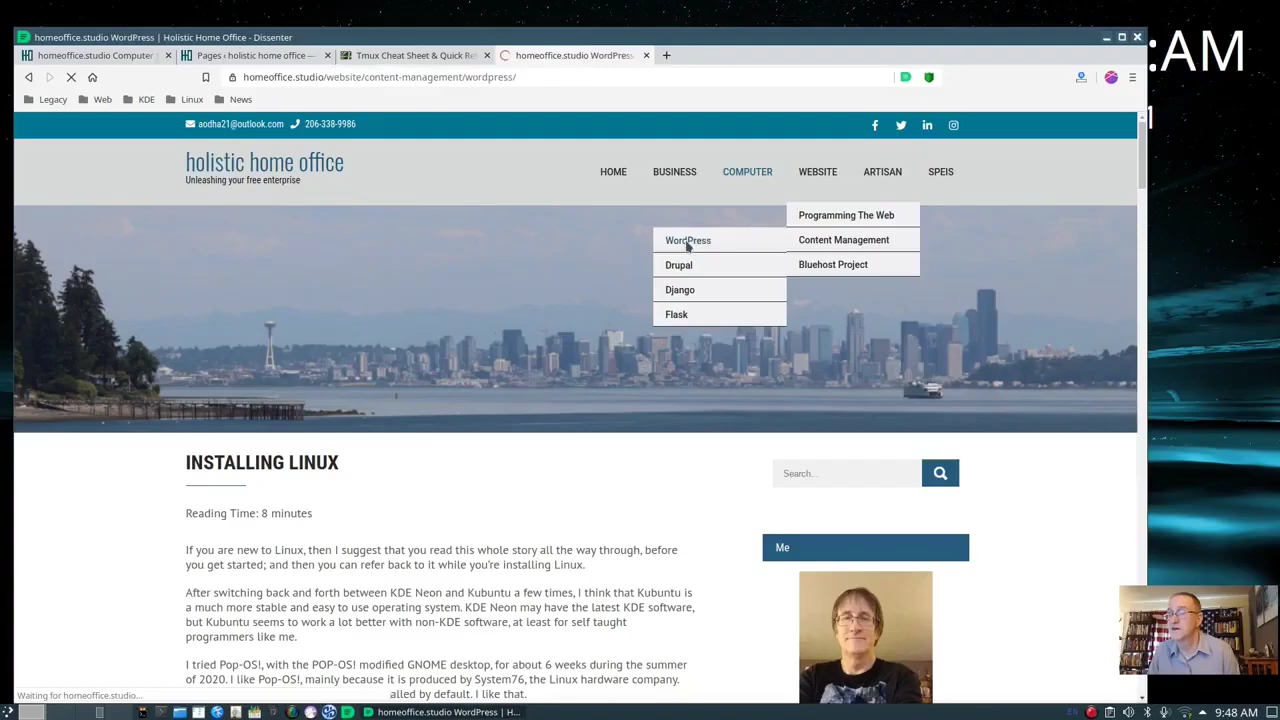 :AM
homeoffice.studio WordPress | Holistic Home Office - Dissenter
homeoffice.studio Computer
Pages ‹ holistic home office —
Tmux Cheat Sheet & Quick Re
homeoffice.studio WordPress
homeoffice.studio/website/content-management/wordpress/
Legacy Web KDE Linux News
aodha21@outlook.com 206-338-9986
holistic home office
Unleashing your free enterprise
HOME BUSINESS COMPUTER WEBSITE ARTISAN SPEIS
Programming The Web
Content Management
Bluehost Project
WordPress
Drupal
Django
Flask
INSTALLING LINUX
Reading Time: 8 minutes
If you are new to Linux, then I suggest that you read this whole story all the way through, before
you get started; and then you can refer back to it while you're installing Linux.
After switching back and forth between KDE Neon and Kubuntu a few times, I think that Kubuntu is
a much more stable and easy to use operating system. KDE Neon may have the latest KDE software,
but Kubuntu seems to work a lot better with non-KDE software, at least for self taught
programmers like me.
I tried Pop-OS!, with the POP-OS! modified GNOME desktop, for about 6 weeks during the summer
of 2020. I like Pop-OS!, mainly because it is produced by System76, the Linux hardware company.
alled by default. I like that.
Search...
Me
Waiting for homeoffice.studio...
homeoffice.studio WordPress | H...
EN
9:48 AM